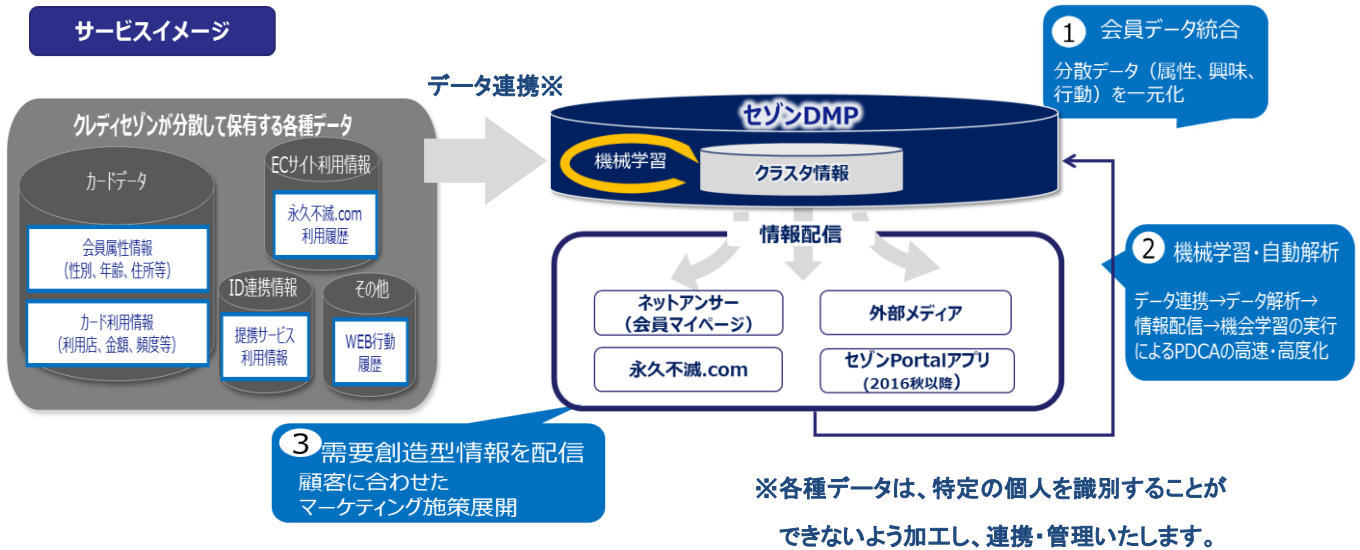 サービスイメージ
データ連携※
クレディセゾンが分散して保有する各種データ
カードデータ
会員属性情報
(性別、年齢、住所等)
カード利用情報
(利用店、金額、頻度等)
ECサイト利用情報
永久不滅.com
利用履歴
ID連携情報
提携サービス
利用情報
その他
WEB行動
履歴
セゾンDMP
機械学習
クラスタ情報
情報配信
ネットアンサー
(会員マイページ)
外部メディア
永久不滅.com
セゾンPortalアプリ
(2016秋以降)
① 会員データ統合
分散データ（属性、興味、
行動）を一元化
② 機械学習・自動解析
データ連携→データ解析→
情報配信→機会学習の実行
によるPDCAの高速・高度化
③ 需要創造型情報を配信
顧客に合わせた
マーケティング施策展開
※各種データは、特定の個人を識別することが
できないよう加工し、連携・管理いたします。